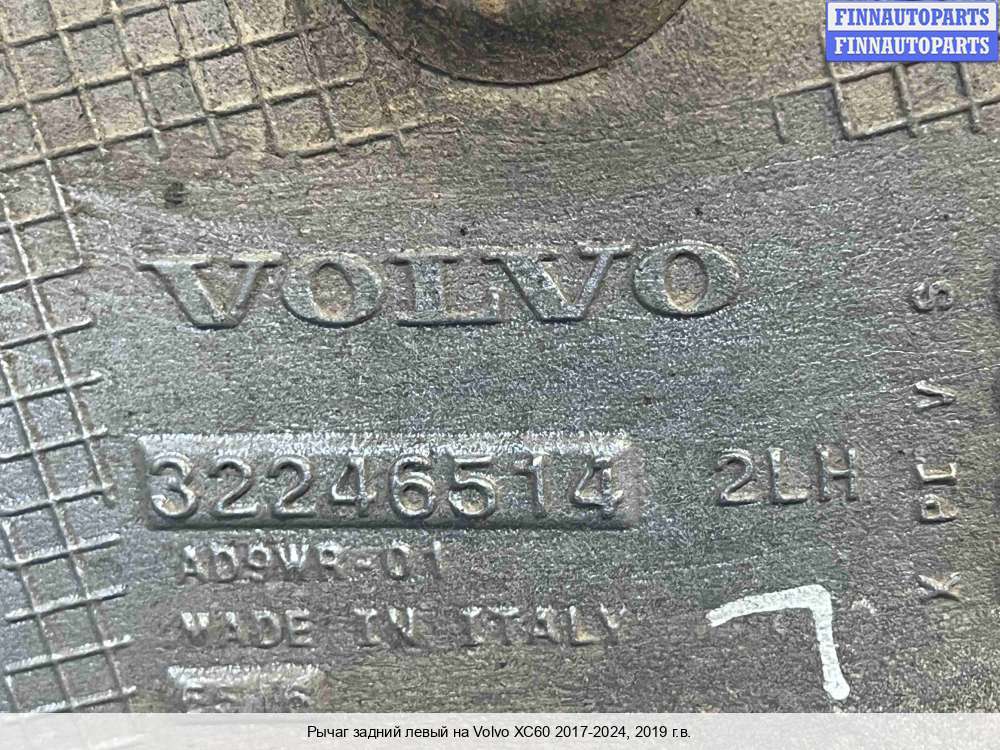 FINNAUTOPARTS
FINNAUTOPARTS
VOLVO
32246514 2LH
AD9WR-01
MADE IN ITALY
Рычаг задний левый на Volvo XC60 2017-2024, 2019 г.в.